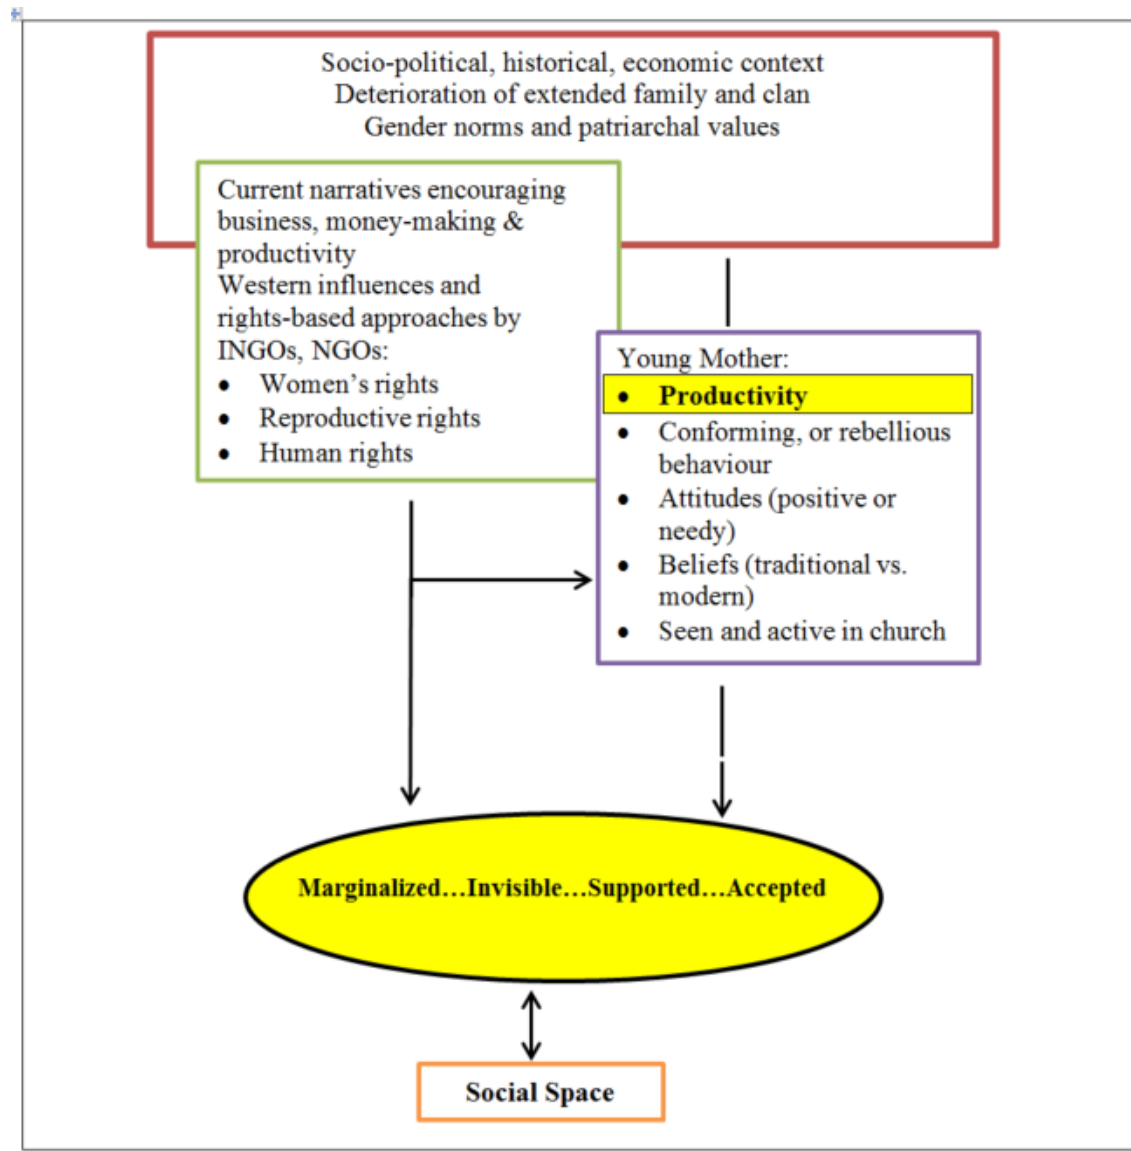 Socio-political, historical, economic context
Deterioration of extended family and clan
Gender norms and patriarchal values
Current narratives encouraging
business, money-making &
productivity
Western influences and
rights-based approaches by
INGOs, NGOs:
• Women’s rights
• Reproductive rights
• Human rights
Young Mother:
• Productivity
• Conforming, or rebellious
behaviour
• Attitudes (positive or
needy)
• Beliefs (traditional vs.
modern)
• Seen and active in church
Marginalized…Invisible…Supported…Accepted
Social Space